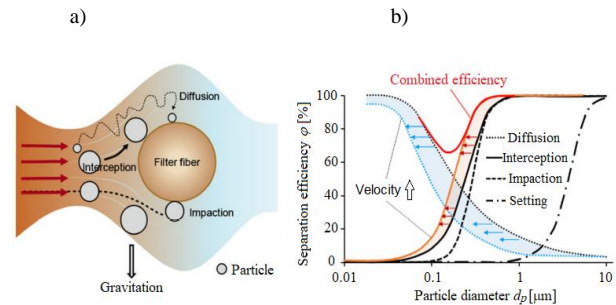 a)
b)
Diffusion
Interception
Filter fiber
Impaction
Particle
Gravitation
Separation efficiency φ [%]
100
80
60
40
20
0
Combined efficiency
Velocity
Diffusion
Interception
Impaction
Setting
0.01
0.1
1
10
Particle diameter dp [μm]